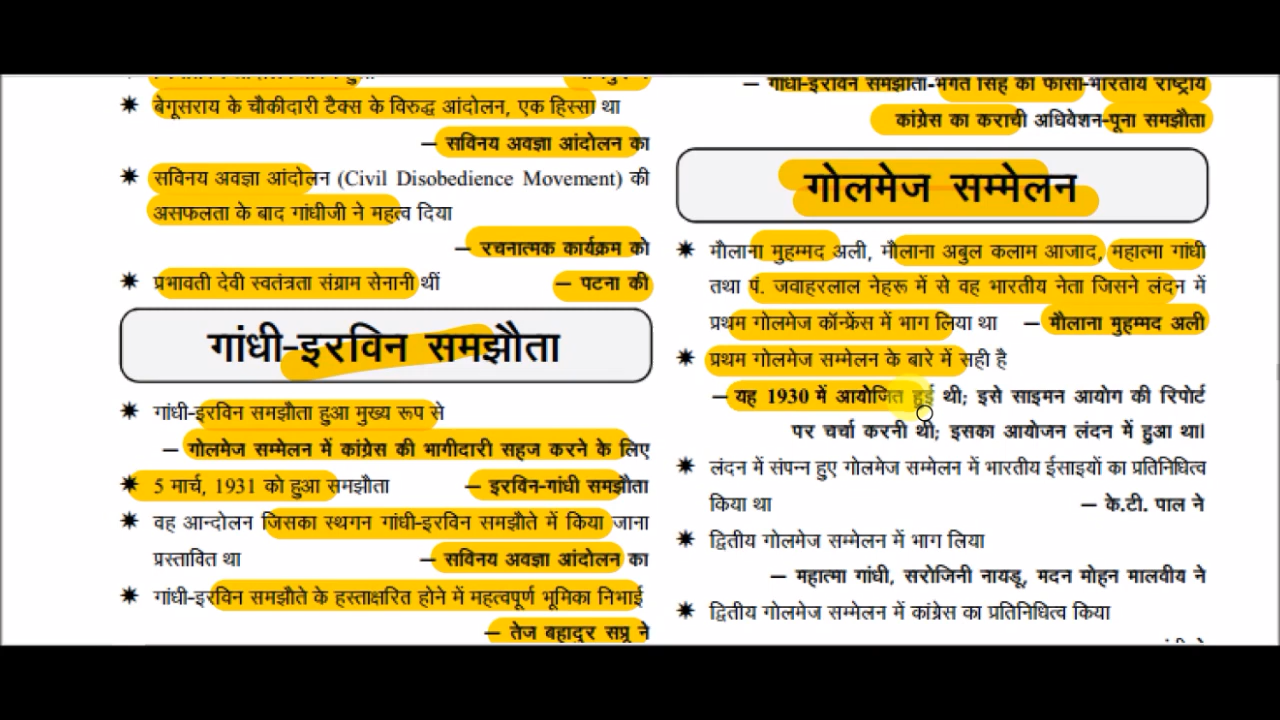 बेगूसराय के चौकीदारी टैक्स के विरुद्ध आंदोलन, एक हिस्सा था
— सविनय अवज्ञा आंदोलन का
सविनय अवज्ञा आंदोलन (Civil Disobedience Movement) की
असफलता के बाद गांधीजी ने महत्व दिया
— रचनात्मक कार्यक्रम को
प्रभावती देवी स्वतंत्रता संग्राम सेनानी थीं — पटना की
गांधी-इरविन समझौता
गांधी-इरविन समझौता हुआ मुख्य रूप से
— गोलमेज सम्मेलन में कांग्रेस की भागीदारी सहज करने के लिए
5 मार्च, 1931 को हुआ समझौता — इरविन-गांधी समझौता
वह आन्दोलन जिसका स्थगन गांधी-इरविन समझौते में किया जाना
प्रस्तावित था — सविनय अवज्ञा आंदोलन का
गांधी-इरविन समझौते के हस्ताक्षरित होने में महत्वपूर्ण भूमिका निभाई
— तेज बहादुर सप्रू ने
— गांधी-इरविन समझौता-भगत सिंह को फांसी-भारतीय राष्ट्रीय
कांग्रेस का कराची अधिवेशन-पूना समझौता
गोलमेज सम्मेलन
मौलाना मुहम्मद अली, मौलाना अबुल कलाम आजाद, महात्मा गांधी
तथा पं. जवाहरलाल नेहरू में से वह भारतीय नेता जिसने लंदन में
प्रथम गोलमेज कॉन्फ्रेंस में भाग लिया था — मौलाना मुहम्मद अली
प्रथम गोलमेज सम्मेलन के बारे में सही है
— यह 1930 में आयोजित हुई थी; इसे साइमन आयोग की रिपोर्ट
पर चर्चा करनी थी; इसका आयोजन लंदन में हुआ था।
लंदन में संपन्न हुए गोलमेज सम्मेलन में भारतीय ईसाइयों का प्रतिनिधित्व
किया था — के.टी. पाल ने
द्वितीय गोलमेज सम्मेलन में भाग लिया
— महात्मा गांधी, सरोजिनी नायडू, मदन मोहन मालवीय ने
द्वितीय गोलमेज सम्मेलन में कांग्रेस का प्रतिनिधित्व किया